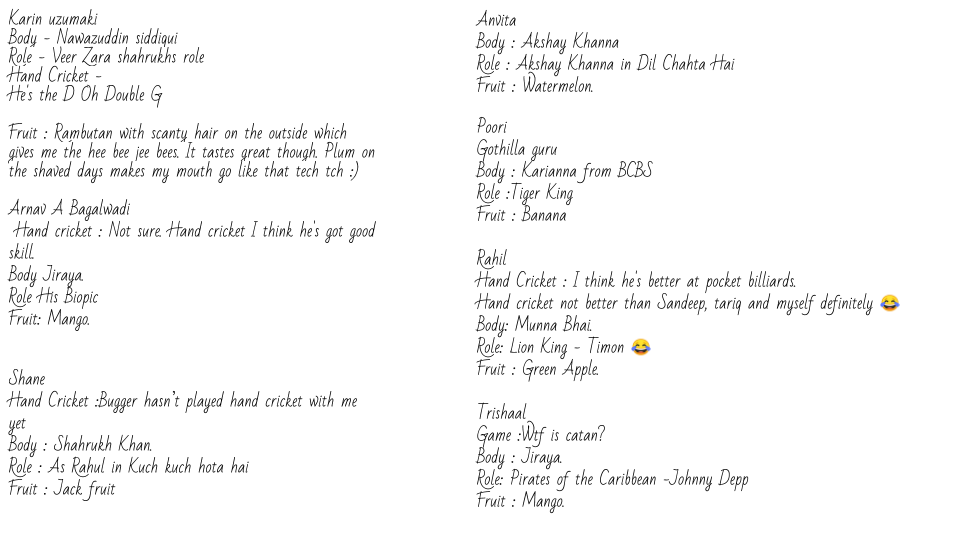 Karin uzumaki
Body - Nawazuddin siddiqui
Role - Veer Zara shahrukhs role
Hand Cricket -
He's the D Oh Double G
Fruit : Rambutan with scanty hair on the outside which
gives me the hee bee jee bees. It tastes great though. Plum on
the shaved days makes my mouth go like that tech tch :)
Arnav A Bagalwadi
Hand cricket : Not sure. Hand cricket I think he's got good
skill.
Body Jiraya.
Role His Biopic
Fruit: Mango.
Shane
Hand Cricket :Bugger hasn't played hand cricket with me
yet
Body : Shahrukh Khan.
Role : As Rahul in Kuch kuch hota hai
Fruit : Jack fruit
Anvita
Body : Akshay Khanna
Role : Akshay Khanna in Dil Chahta Hai
Fruit : Watermelon.
Poori
Gothilla guru
Body : Karianna from BCBS
Role :Tiger King
Fruit : Banana
Rahil
Hand Cricket : I think he's better at pocket billiards.
Hand cricket not better than Sandeep, tariq and myself definitely 😂
Body: Munna Bhai.
Role: Lion King - Timon 😂
Fruit : Green Apple.
Trishaal
Game :Wtf is catan?
Body : Jiraya.
Role: Pirates of the Caribbean -Johnny Depp
Fruit : Mango.